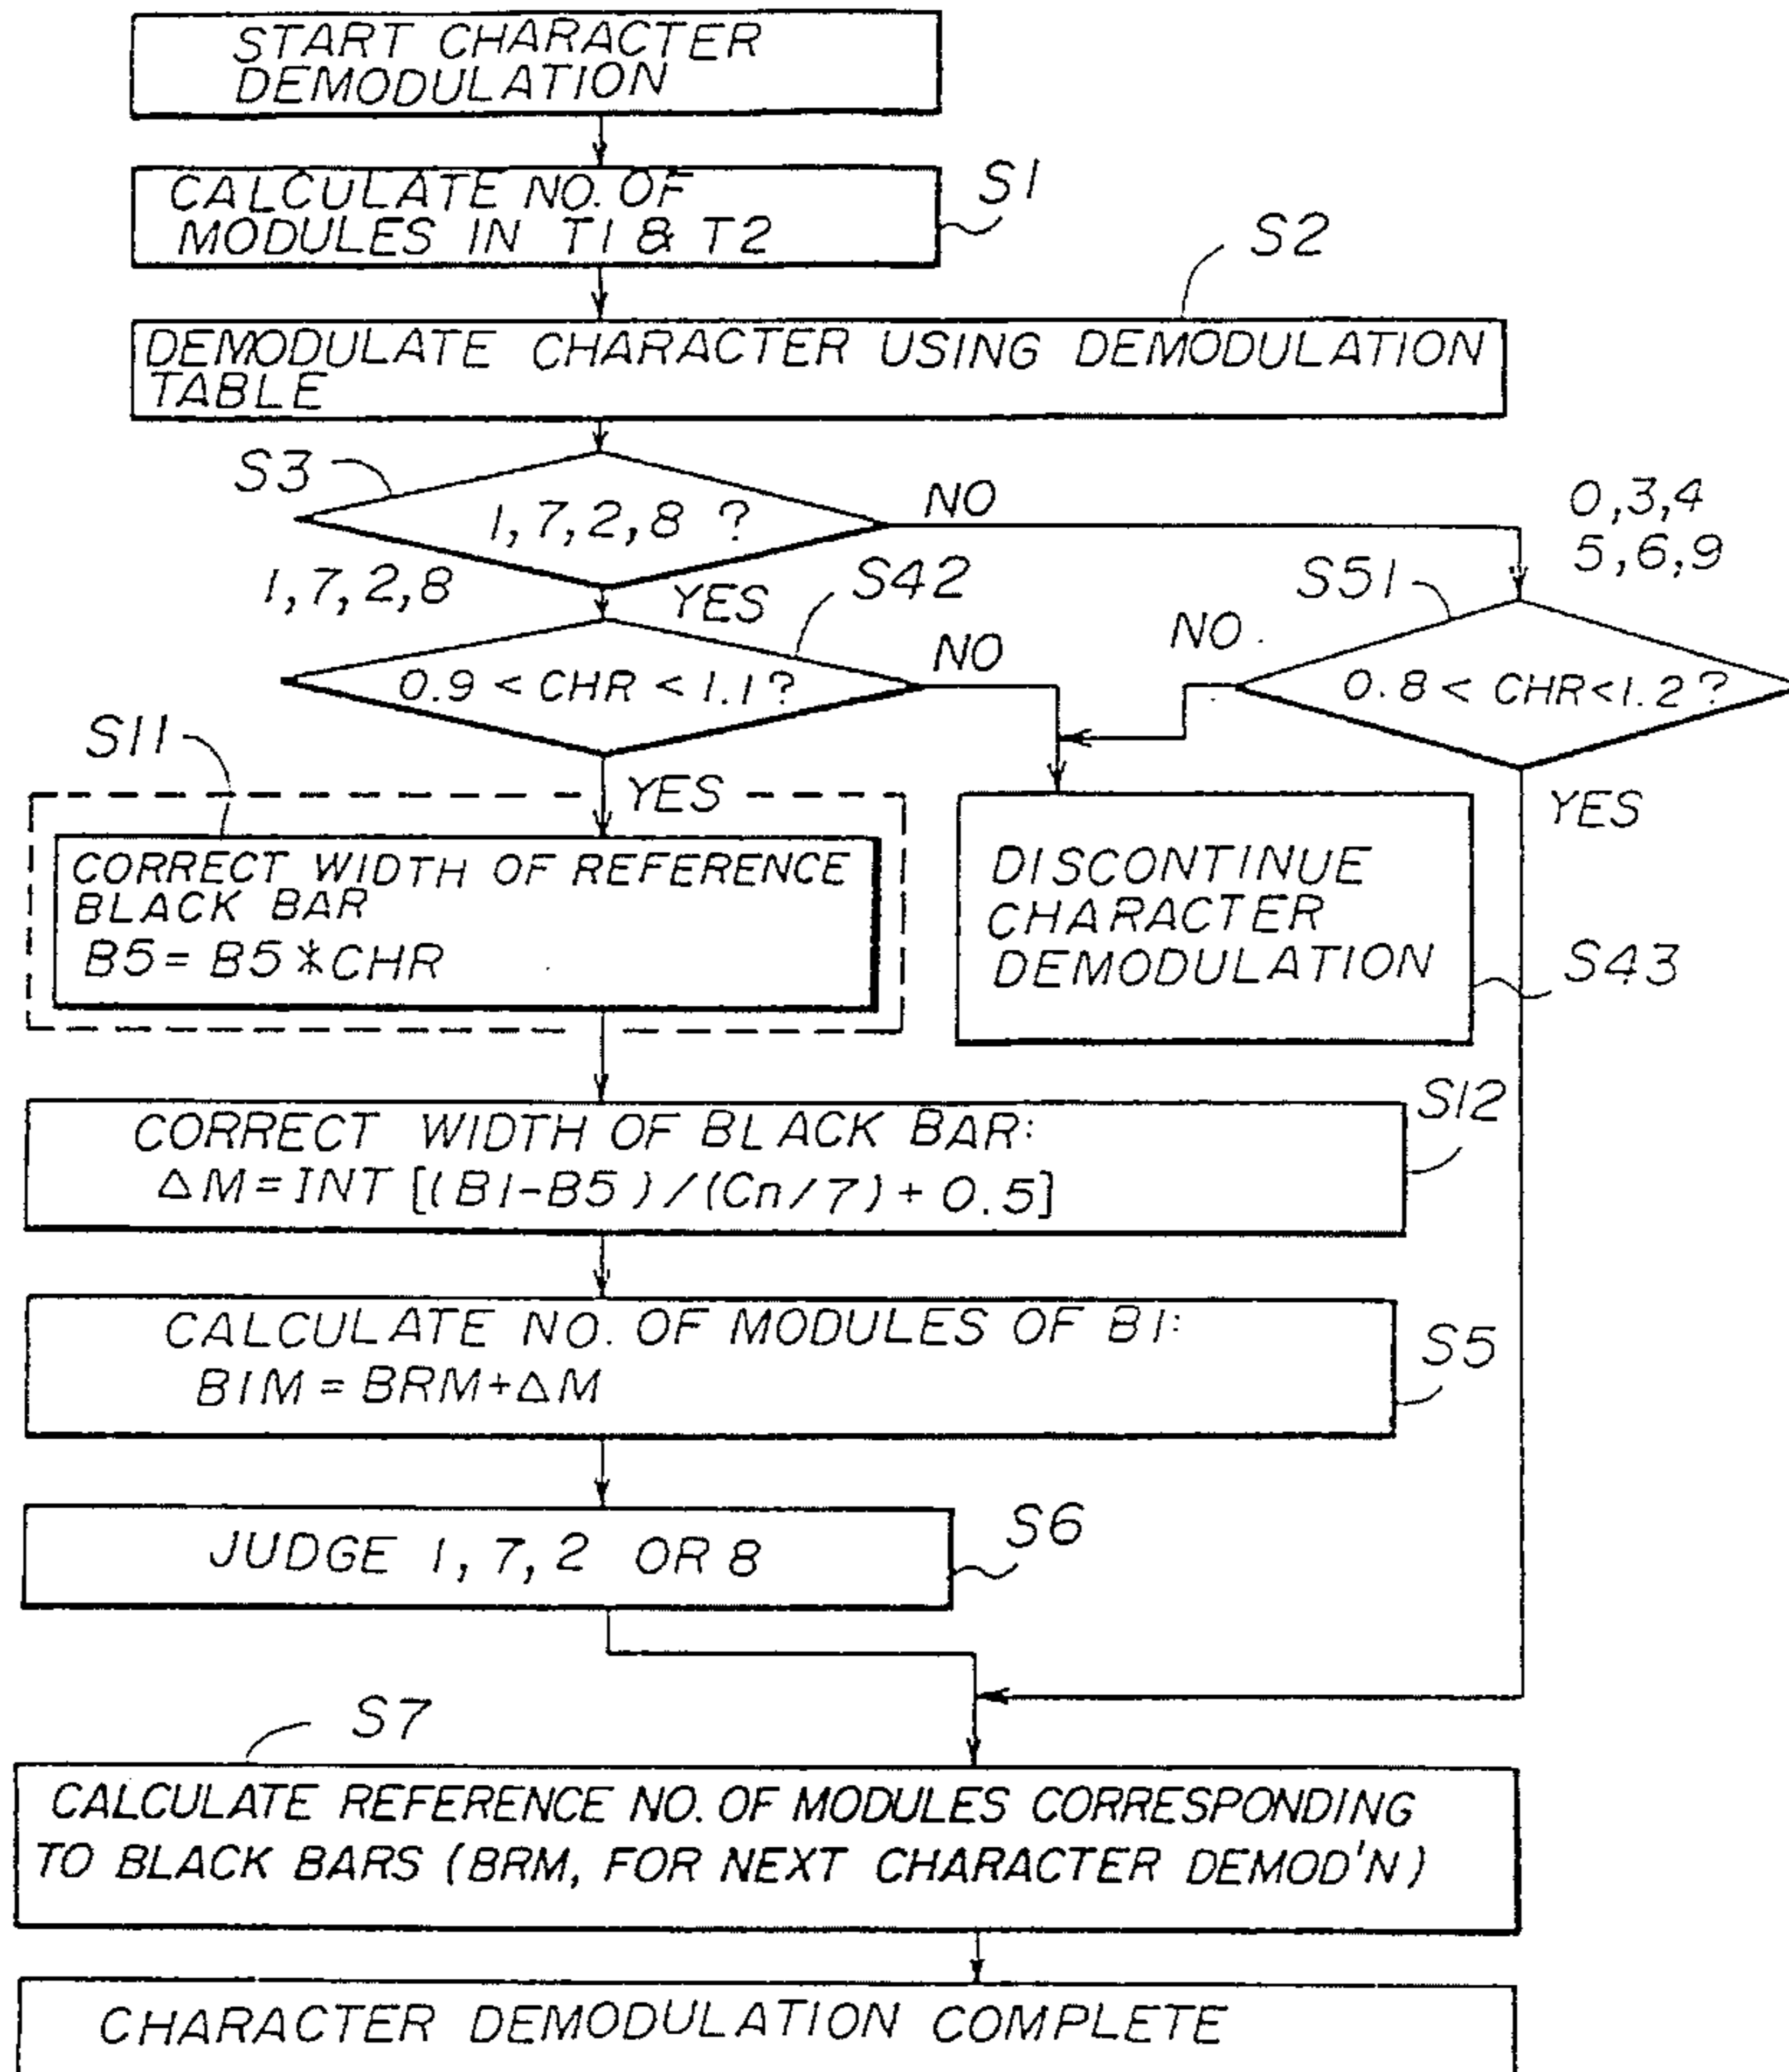 START CHARACTER
DEMODULATION
CALCULATE NO. OF
MODULES IN T1 & T2
S1
S2
DEMODULATE CHARACTER USING DEMODULATION
TABLE
S3
1, 7, 2, 8 ?
NO
0, 3, 4
5, 6, 9
1, 7, 2, 8
YES
S42
S51
0.9 < CHR < 1.1 ?
NO
NO
0.8 < CHR < 1.2 ?
S11
YES
YES
CORRECT WIDTH OF REFERENCE
BLACK BAR
B5 = B5 * CHR
DISCONTINUE
CHARACTER
DEMODULATION
S43
S12
CORRECT WIDTH OF BLACK BAR:
ΔM = INT [(B1-B5)/(Cn/7) + 0.5]
CALCULATE NO. OF MODULES OF B1:
B1M = BRM+ΔM
S5
JUDGE 1, 7, 2 OR 8
S6
S7
CALCULATE REFERENCE NO. OF MODULES CORRESPONDING
TO BLACK BARS (BRM, FOR NEXT CHARACTER DEMOD'N)
CHARACTER DEMODULATION COMPLETE